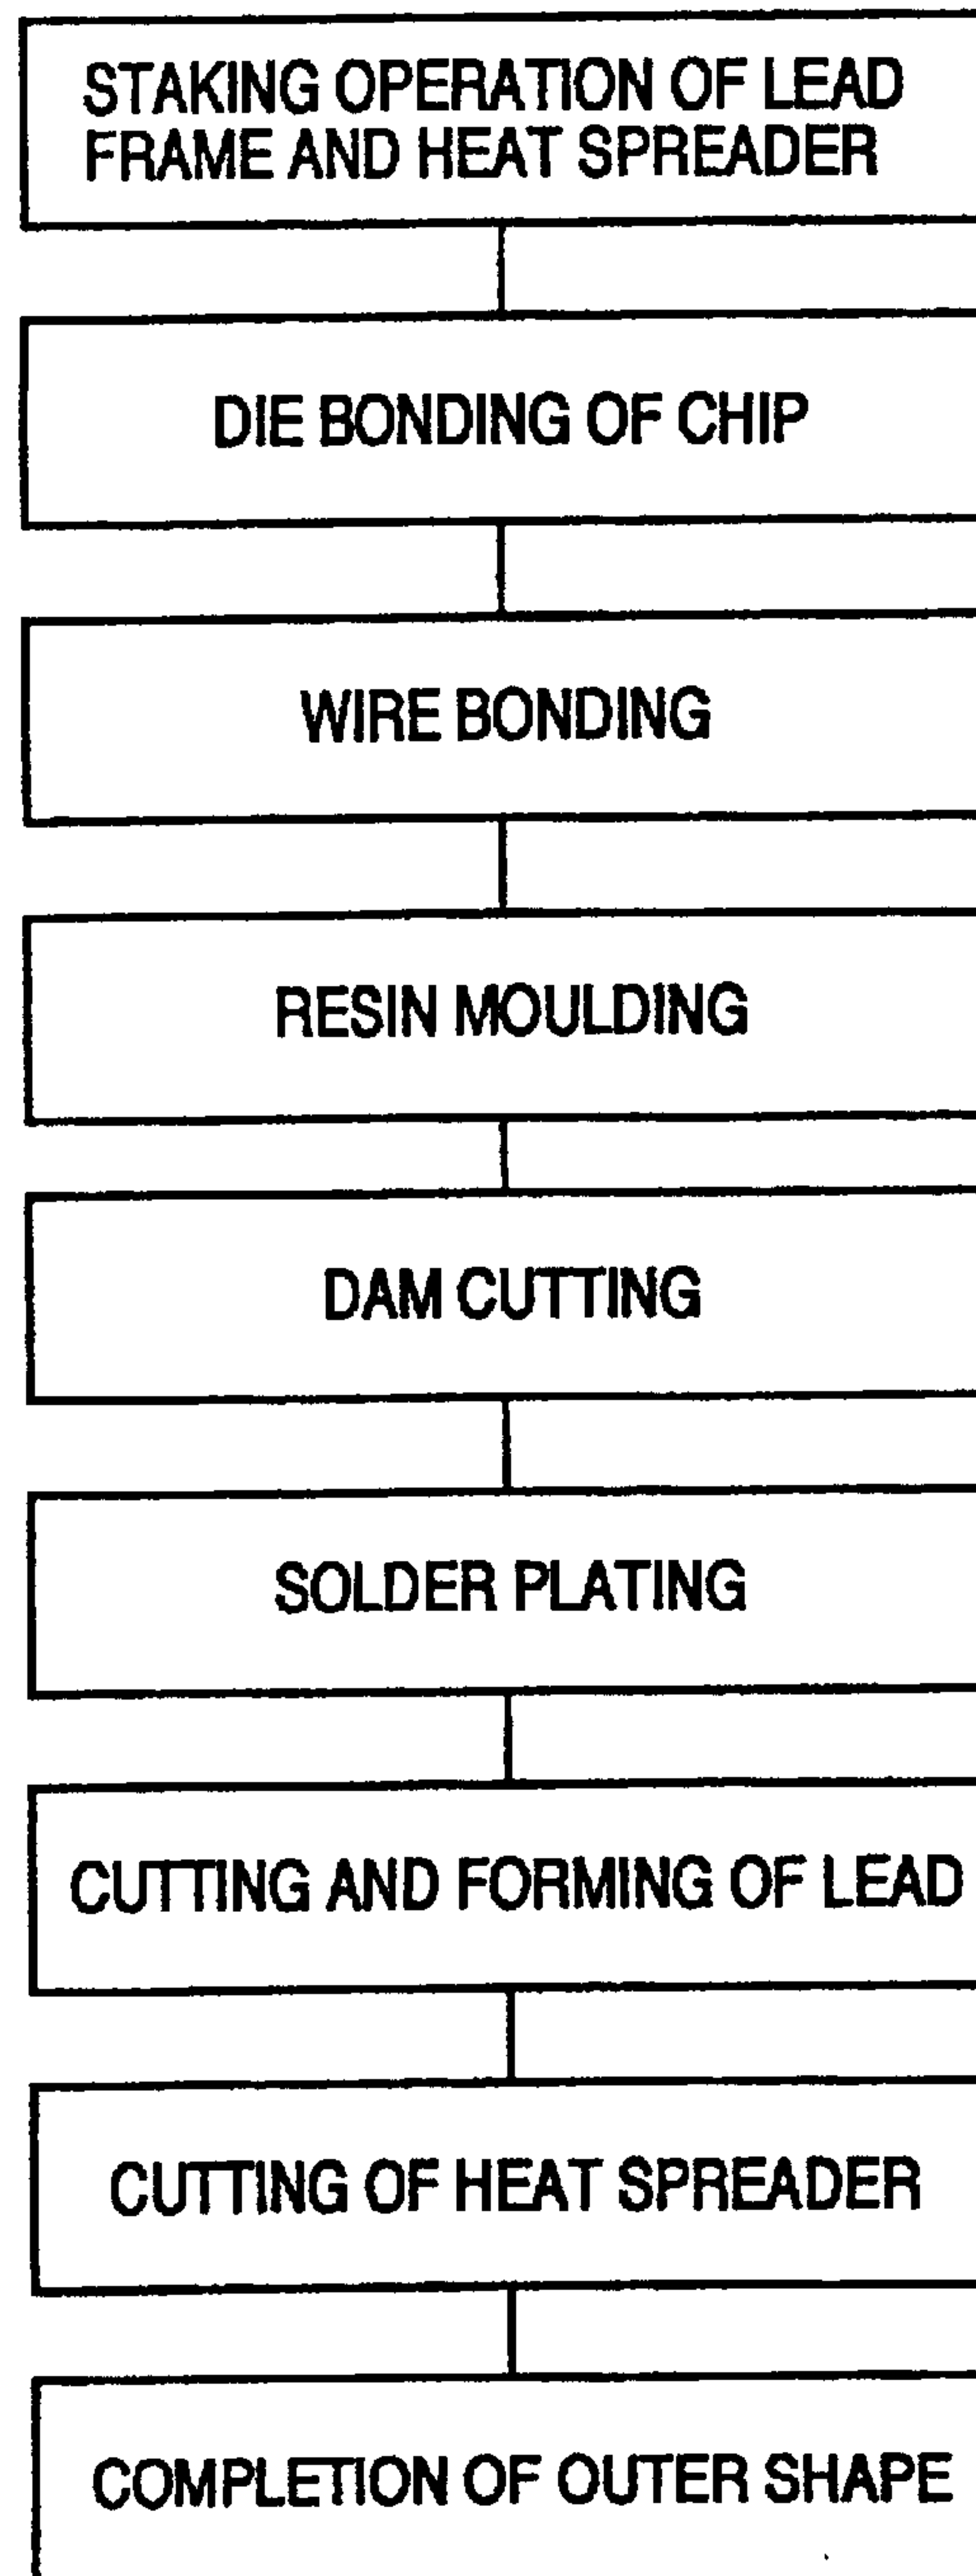 STAKING OPERATION OF LEAD
FRAME AND HEAT SPREADER
DIE BONDING OF CHIP
WIRE BONDING
RESIN MOULDING
DAM CUTTING
SOLDER PLATING
CUTTING AND FORMING OF LEAD
CUTTING OF HEAT SPREADER
COMPLETION OF OUTER SHAPE